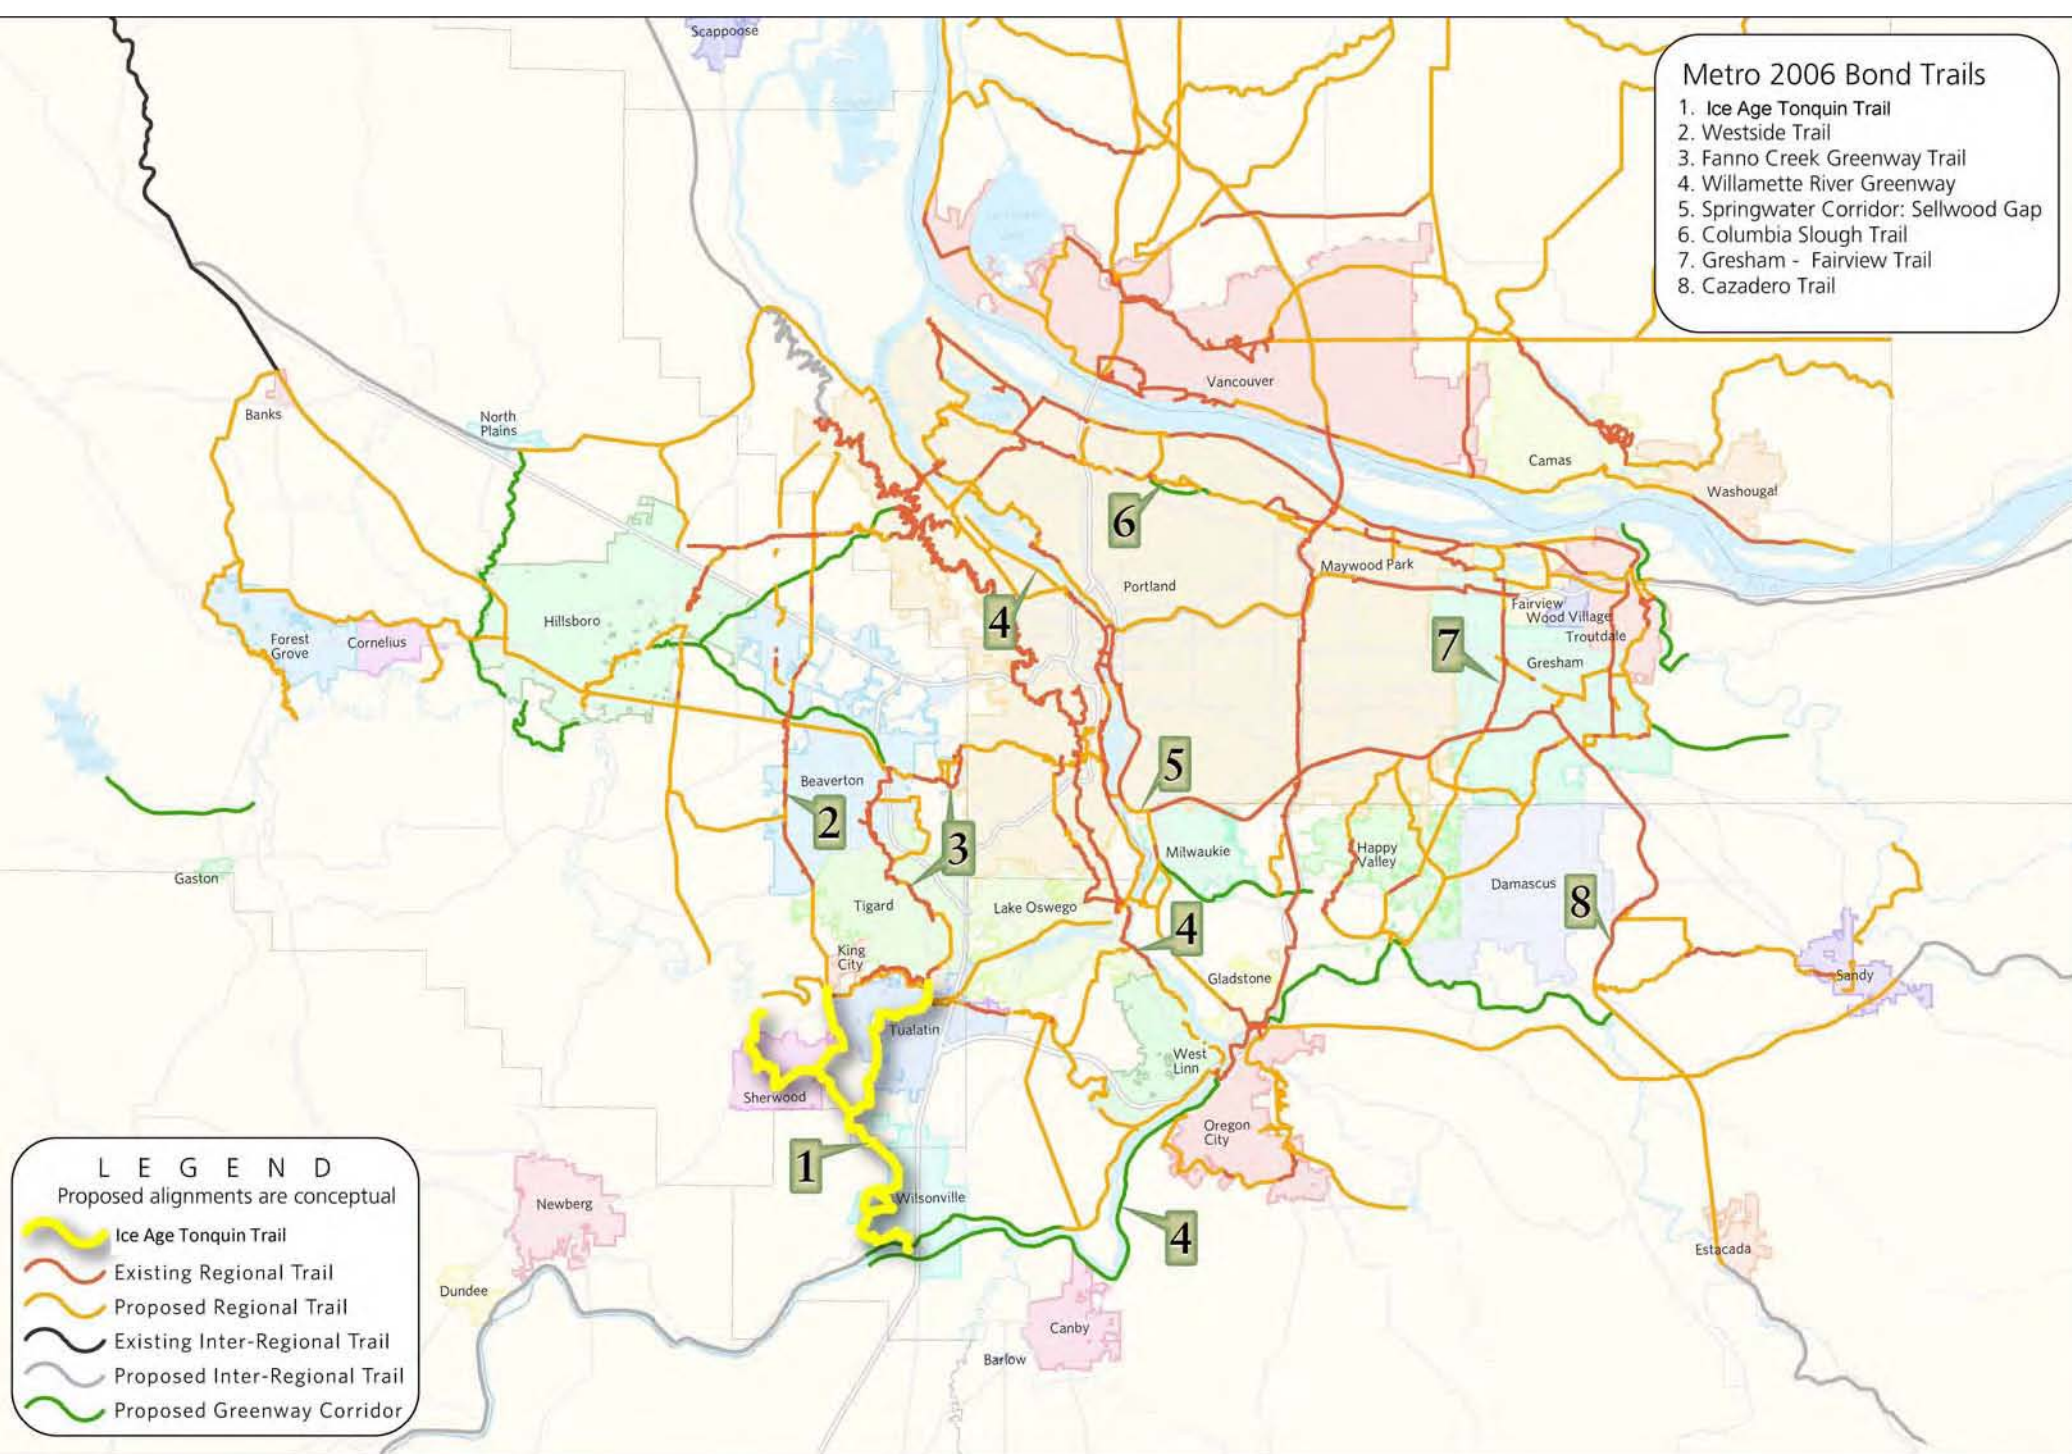 Scappoose
Metro 2006 Bond Trails
1. Ice Age Tonquin Trail
2. Westside Trail
3. Fanno Creek Greenway Trail
4. Willamette River Greenway
5. Springwater Corridor: Sellwood Gap
6. Columbia Slough Trail
7. Gresham - Fairview Trail
8. Cazadero Trail
Vancouver
Banks
North
Plains
Camas
Washougal
6
Portland
Maywood Park
4
Hillsboro
Fairview
Wood Village
Troutdale
7
Forest
Grove
Cornelius
Gresham
5
Beaverton
2
3
Milwaukie
Happy
Valley
Gaston
Damascus
8
Tigard
Lake Oswego
4
King
City
Gladstone
Sandy
Tualatin
West
Linn
Sherwood
Oregon
City
1
LEGEND
Proposed alignments are conceptual
Ice Age Tonquin Trail
Existing Regional Trail
Proposed Regional Trail
Existing Inter-Regional Trail
Proposed Inter-Regional Trail
Proposed Greenway Corridor
Newberg
Wilsonville
4
Estacada
Dundee
Canby
Barlow